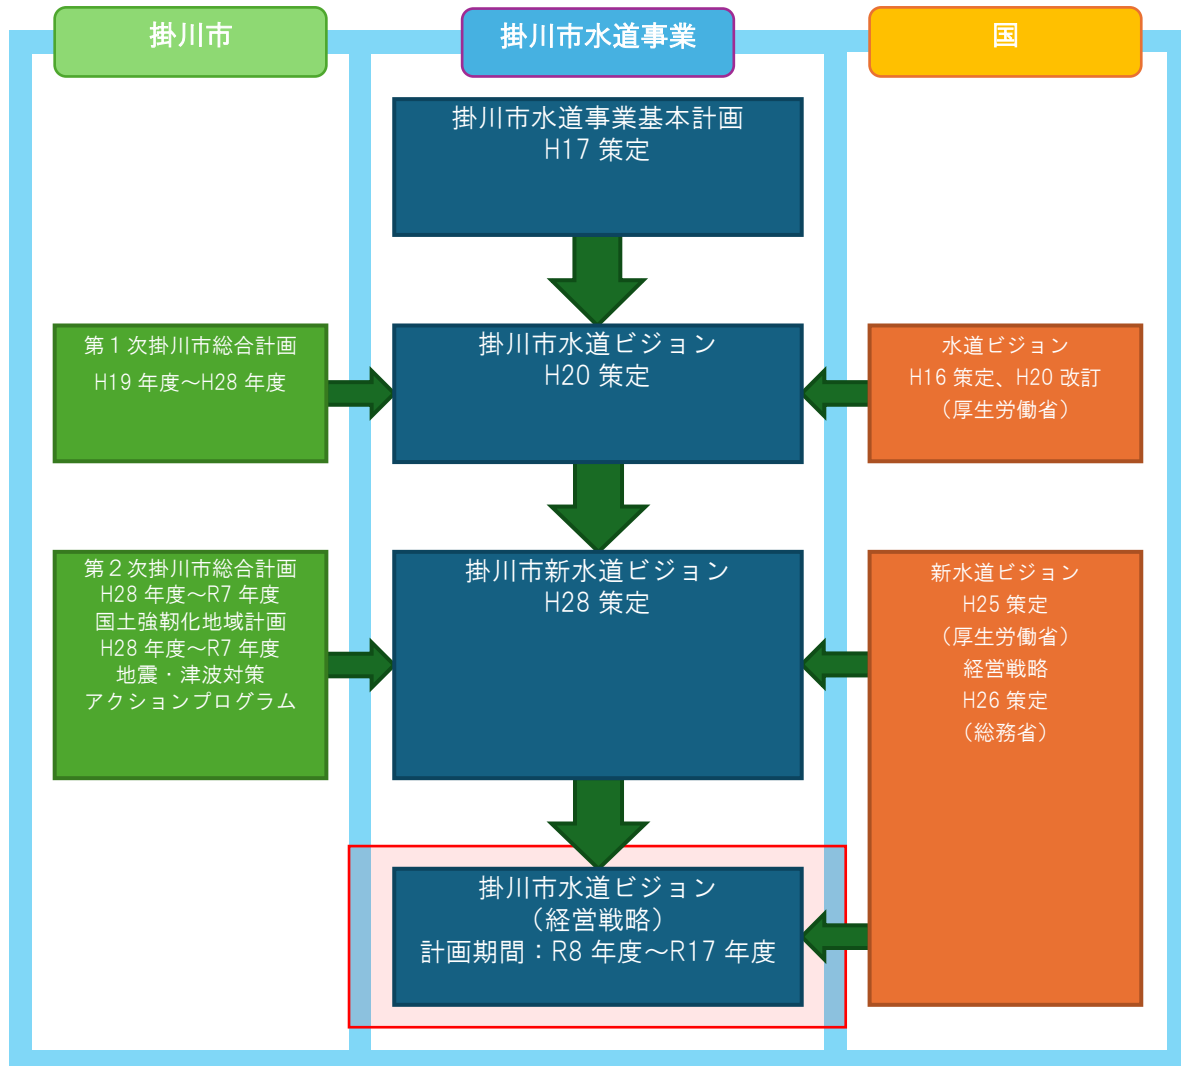 掛川市
掛川市水道事業
国
掛川市水道事業基本計画
H17 策定
第１次掛川市総合計画
H19 年度～H28 年度
掛川市水道ビジョン
H20 策定
水道ビジョン
H16 策定、H20 改訂
（厚生労働省）
第２次掛川市総合計画
H28 年度～R7 年度
国土強靭化地域計画
H28 年度～R7 年度
地震・津波対策
アクションプログラム
掛川市新水道ビジョン
H28 策定
新水道ビジョン
H25 策定
（厚生労働省）
経営戦略
H26 策定
（総務省）
掛川市水道ビジョン
（経営戦略）
計画期間：R8 年度～R17 年度